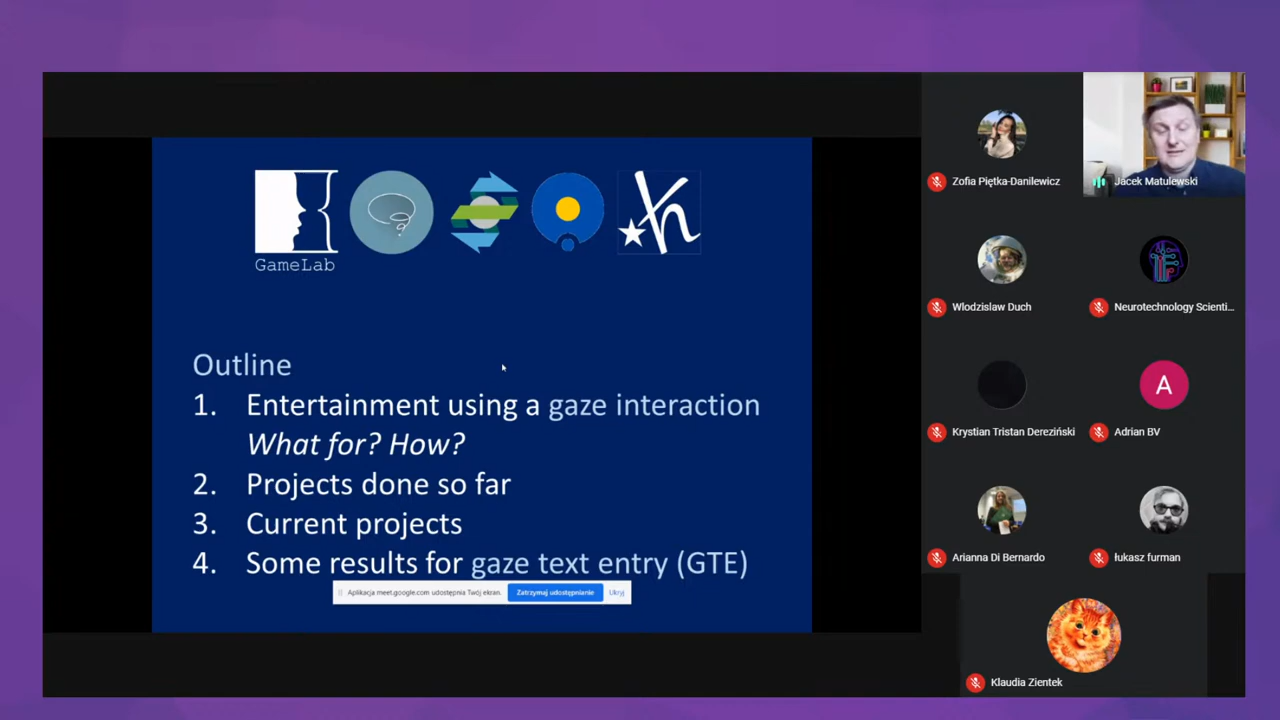 GameLab
Outline
1. Entertainment using a gaze interaction
What for? How?
2. Projects done so far
3. Current projects
4. Some results for gaze text entry (GTE)
Aplikacja meet.google.com udostępnia Twój ekran.
Zatrzymaj udostępnianie
Ukryj
Zofia Piętka-Danilewicz
Jacek Matulewski
Wlodzislaw Duch
Neurotechnology Scienti...
Krystian Tristan Dereziński
A
Adrian BV
Arianna Di Bernardo
łukasz furman
Klaudia Zientek